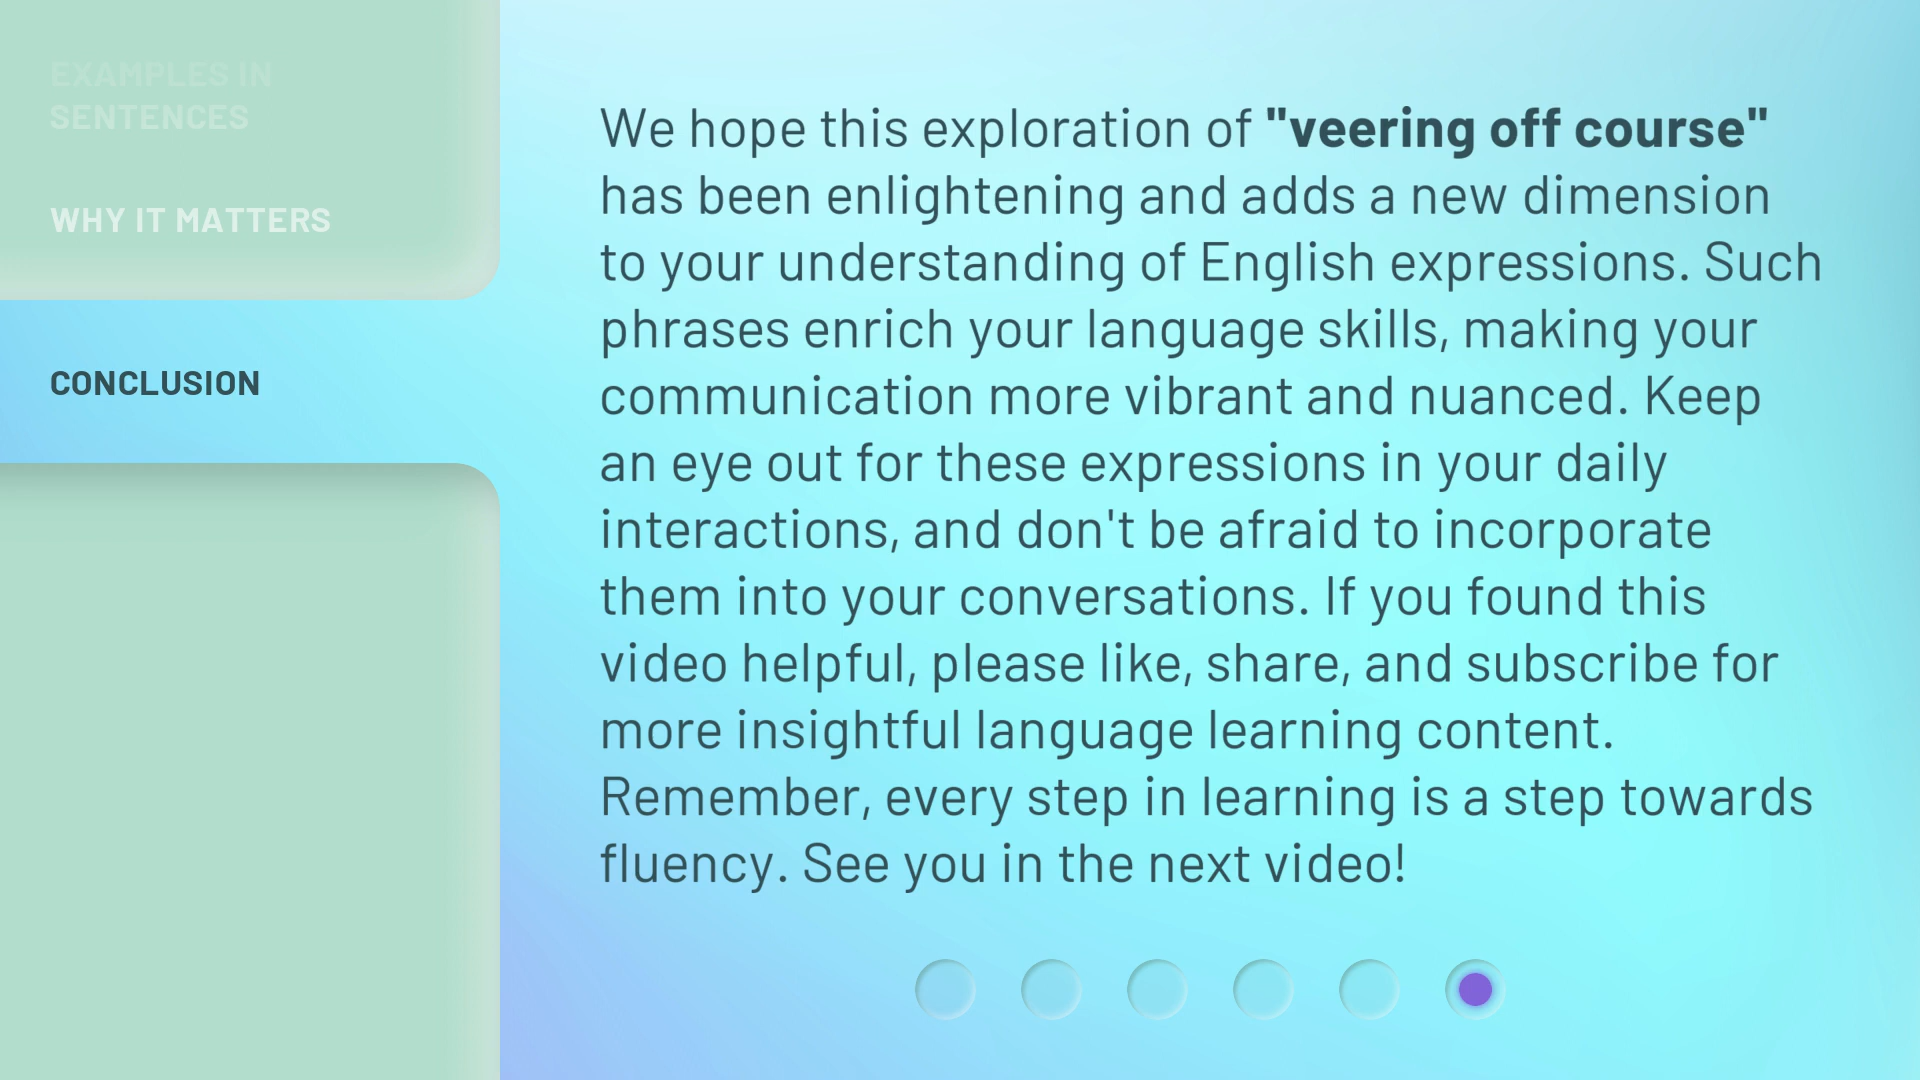 EXAMPLES IN
SENTENCES
WHY IT MATTERS
CONCLUSION
We hope this exploration of "veering off course"
has been enlightening and adds a new dimension
to your understanding of English expressions. Such
phrases enrich your language skills, making your
communication more vibrant and nuanced. Keep
an eye out for these expressions in your daily
interactions, and don't be afraid to incorporate
them into your conversations. If you found this
video helpful, please like, share, and subscribe for
more insightful language learning content.
Remember, every step in learning is a step towards
fluency. See you in the next video!